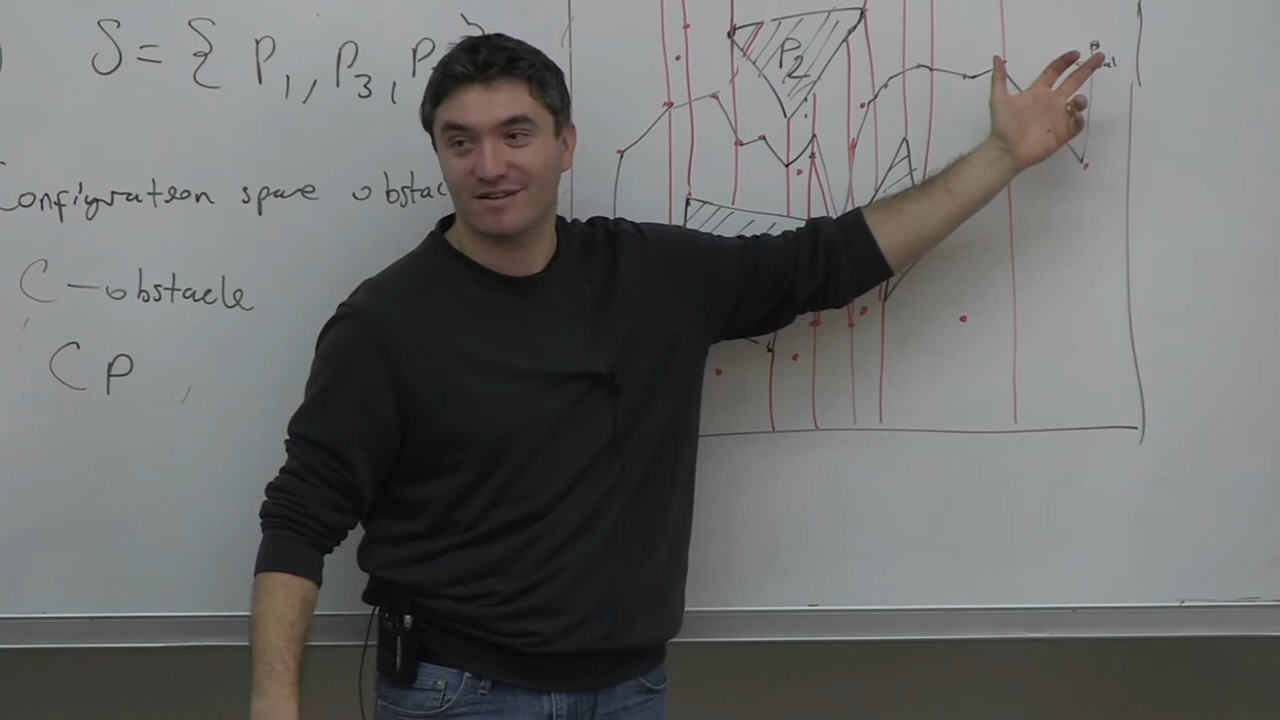 S = { P1, P3, P
Configuration space obstac
C-obstacle
CP,
P2